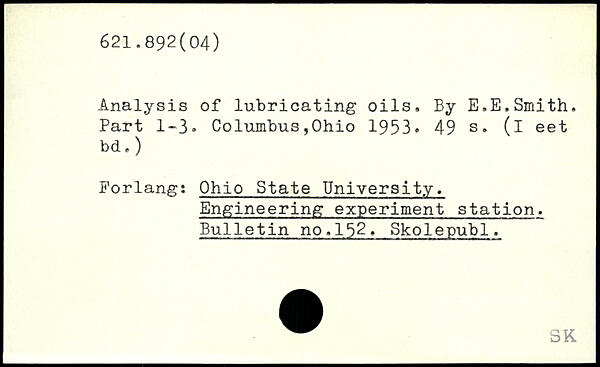 621.892(04)
Analysis of lubricating oils. By E.E.Smith.
Part 1-3. Columbus,Ohio 1953. 49 s. (I eet
bd.)
Forlang: Ohio State University.
Engineering experiment station.
Bulletin no.152. Skolepubl.
SK